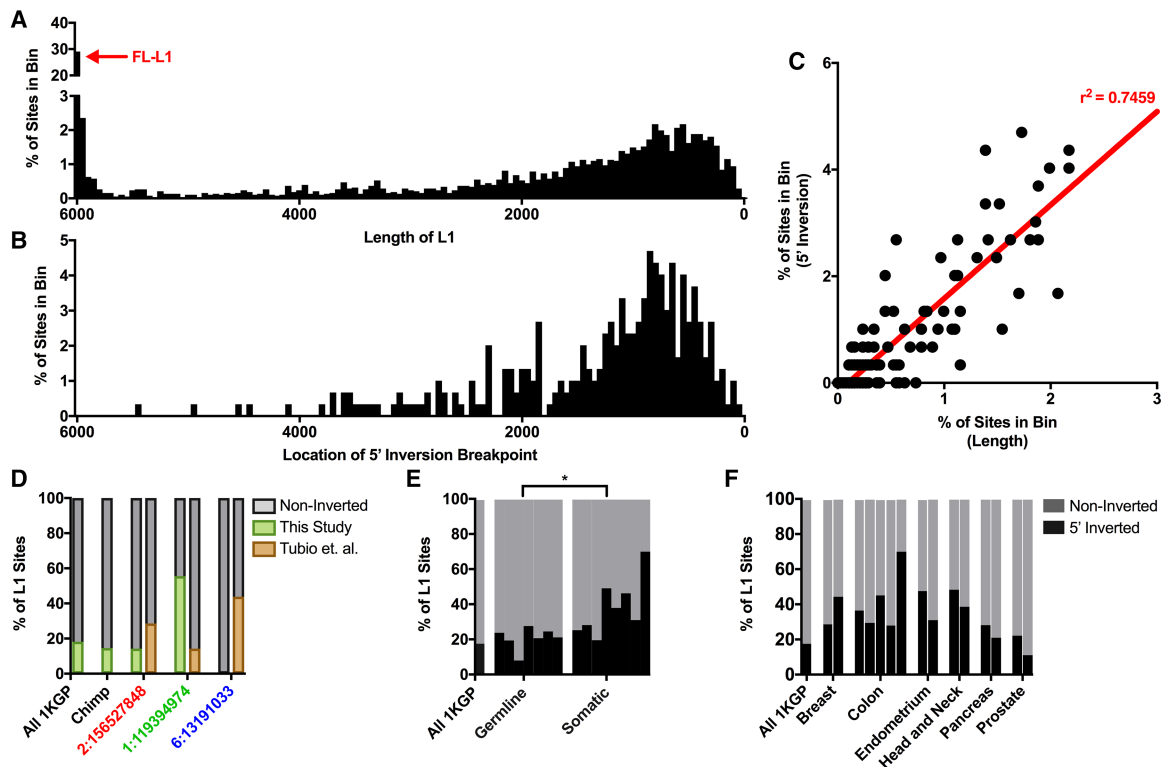 A
% of Sites in Bin
40
30
20
3
2
1
0
FL-L1
6000
4000
2000
0
Length of L1
B
% of Sites in Bin
5
4
3
2
1
0
6000
4000
2000
0
Location of 5’ Inversion Breakpoint
C
% of Sites in Bin
(5’ Inversion)
6
4
2
0
r2 = 0.7459
0
1
2
3
% of Sites in Bin
(Length)
D
% of L1 Sites
100
80
60
40
20
0
Non-Inverted
This Study
Tubio et. al.
All 1KGP
Chimp
2:156527848
1:119394974
6:13191033
E
% of L1 Sites
100
80
60
40
20
0
*
All 1KGP
Germline
Somatic
F
% of L1 Sites
100
80
60
40
20
0
Non-Inverted
5’ Inverted
All 1KGP
Breast
Colon
Endometrium
Head and Neck
Pancreas
Prostate